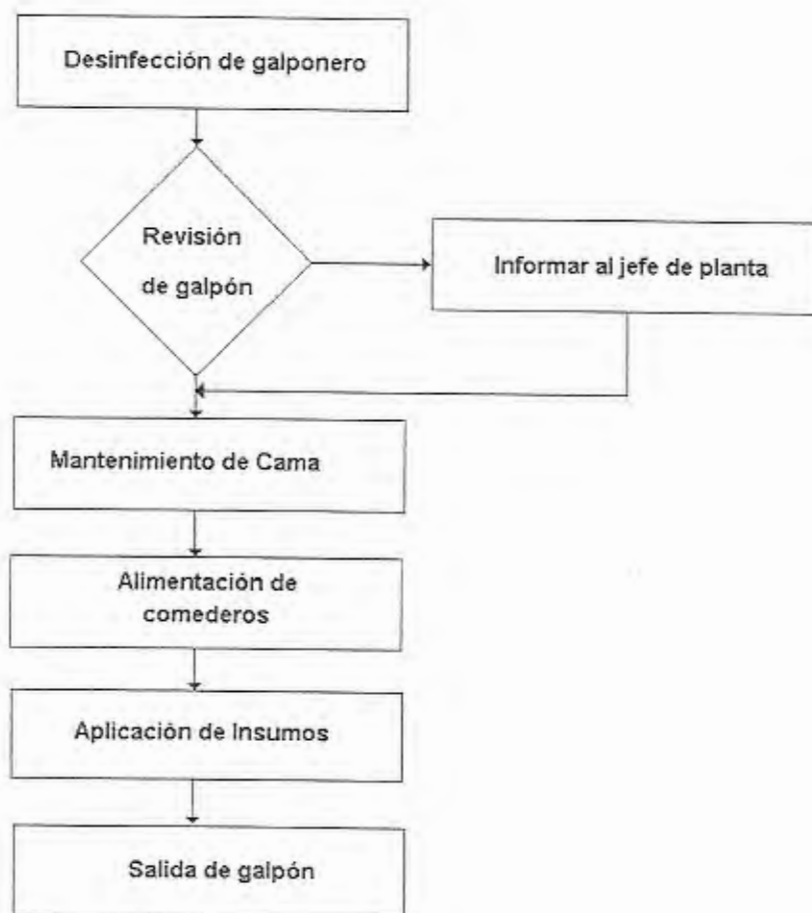 Desinfección de galponero
Revisión
de galpón
Informar al jefe de planta
Mantenimiento de Cama
Alimentación de
comederos
Aplicación de Insumos
Salida de galpón